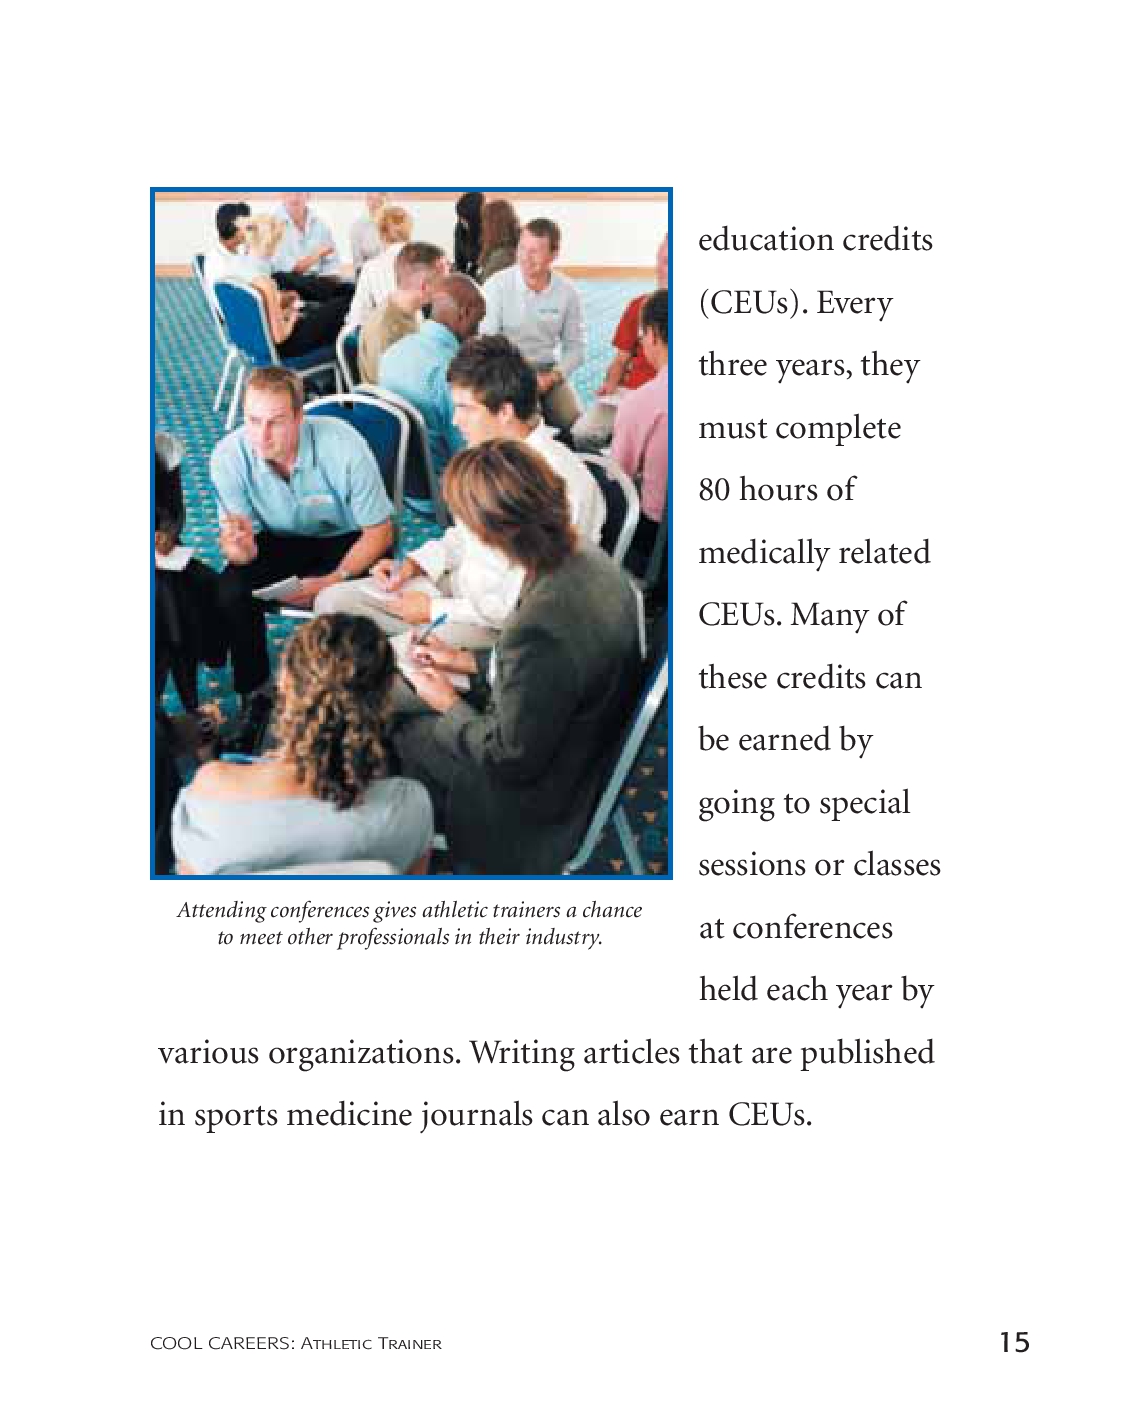 education credits
(CEUs). Every
three years, they
must complete
80 hours of
medically related
CEUs. Many of
these credits can
be earned by
going to special
sessions or classes
at conferences
held each year by
various organizations. Writing articles that are published
in sports medicine journals can also earn CEUs.
Attending conferences gives athletic trainers a chance
to meet other professionals in their industry.
COOL CAREERS: ATHLETIC TRAINER
15